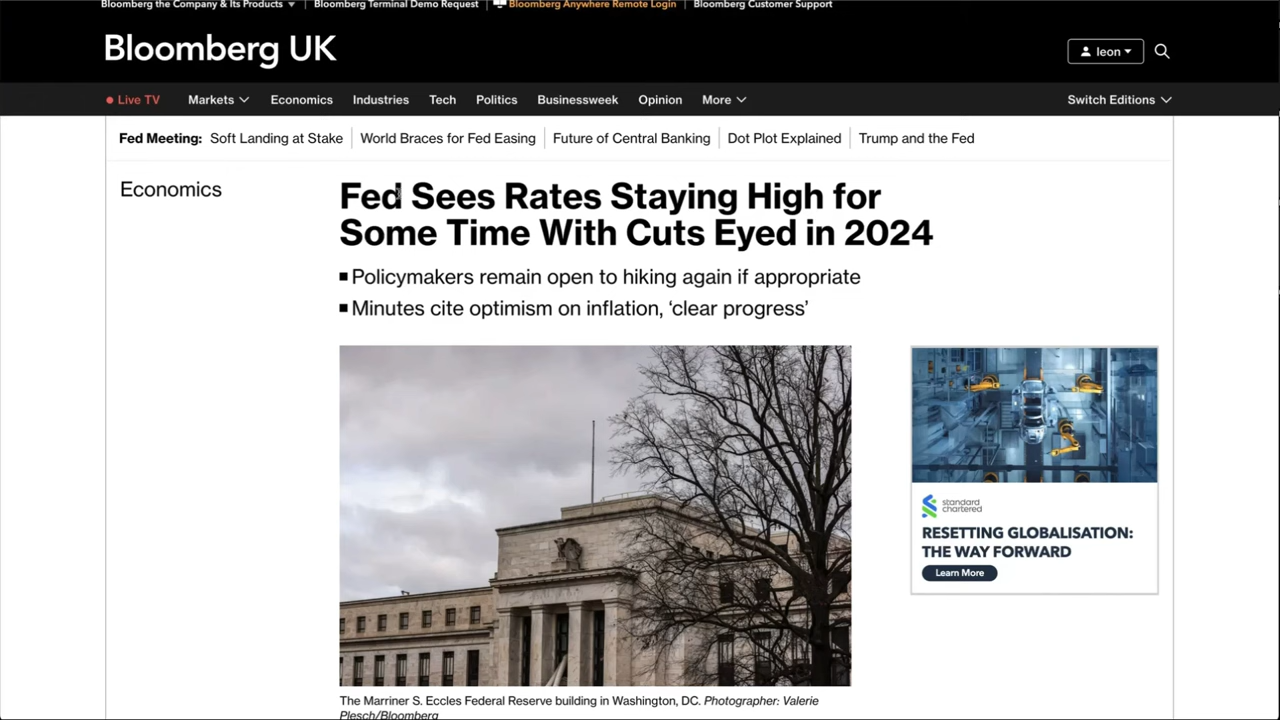 Bloomberg the Company & Its Products
Bloomberg Terminal Demo Request
Bloomberg Anywhere Remote Login
Bloomberg Customer Support
Bloomberg UK
leon
Live TV
Markets
Economics
Industries
Tech
Politics
Businessweek
Opinion
More
Switch Editions
Fed Meeting:
Soft Landing at Stake
World Braces for Fed Easing
Future of Central Banking
Dot Plot Explained
Trump and the Fed
Economics
Fed Sees Rates Staying High for
Some Time With Cuts Eyed in 2024
Policymakers remain open to hiking again if appropriate
Minutes cite optimism on inflation, ‘clear progress’
standard
chartered
RESETTING GLOBALISATION:
THE WAY FORWARD
Learn More
The Marriner S. Eccles Federal Reserve building in Washington, DC. Photographer: Valerie
Plesch/Bloomberg